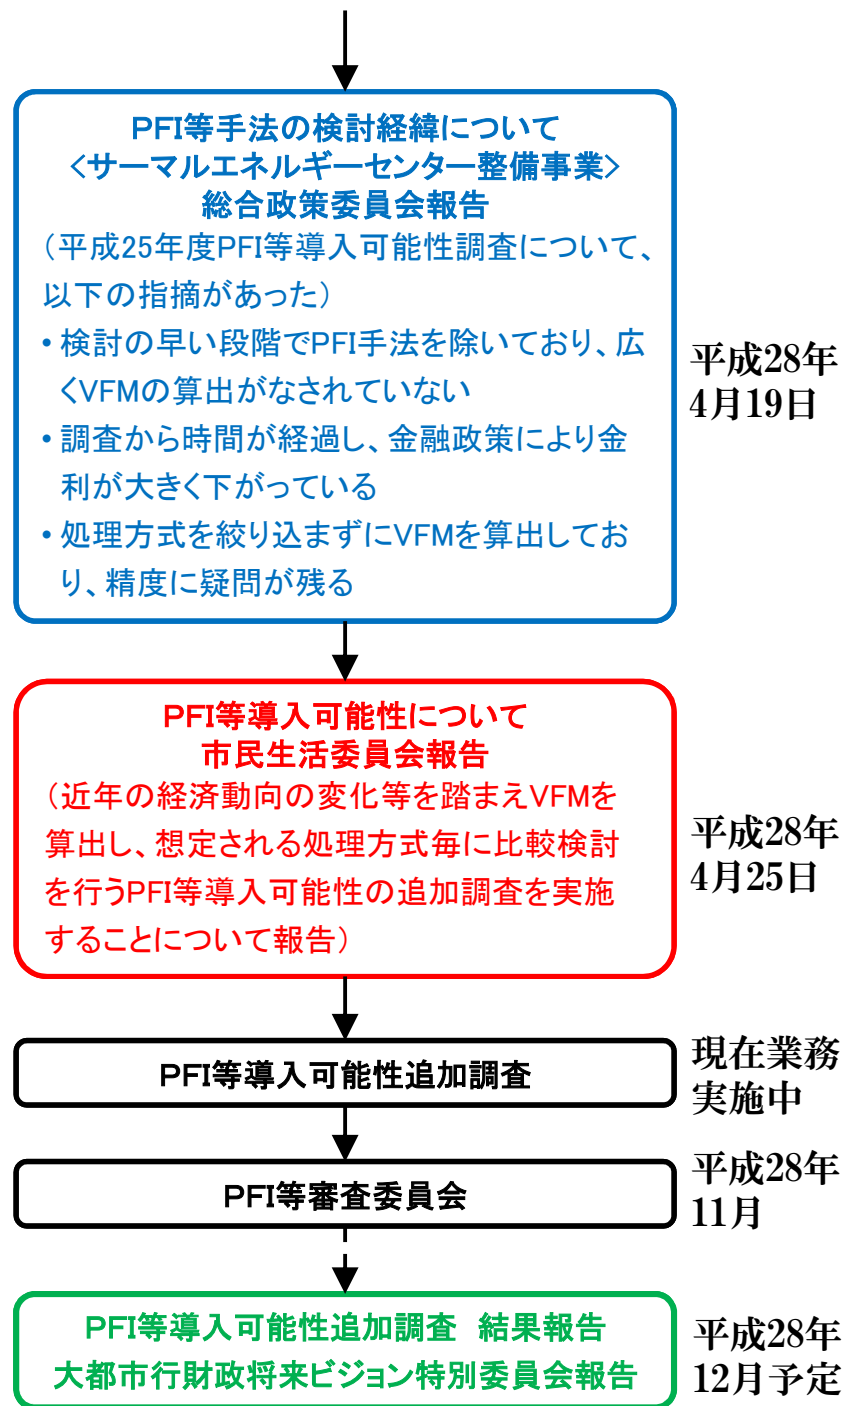 PFI等手法の検討経緯について
<サーマルエネルギーセンター整備事業>
総合政策委員会報告
（平成25年度PFI等導入可能性調査について、
以下の指摘があった）
• 検討の早い段階でPFI手法を除いており、広
くVFMの算出がなされていない
• 調査から時間が経過し、金融政策により金
利が大きく下がっている
• 処理方式を絞り込まずにVFMを算出してお
り、精度に疑問が残る
平成28年
4月19日
PFI等導入可能性について
市民生活委員会報告
（近年の経済動向の変化等を踏まえVFMを
算出し、想定される処理方式毎に比較検討
を行うPFI等導入可能性の追加調査を実施
することについて報告）
平成28年
4月25日
PFI等導入可能性追加調査
現在業務
実施中
PFI等審査委員会
平成28年
11月
PFI等導入可能性追加調査 結果報告
大都市行財政将来ビジョン特別委員会報告
平成28年
12月予定